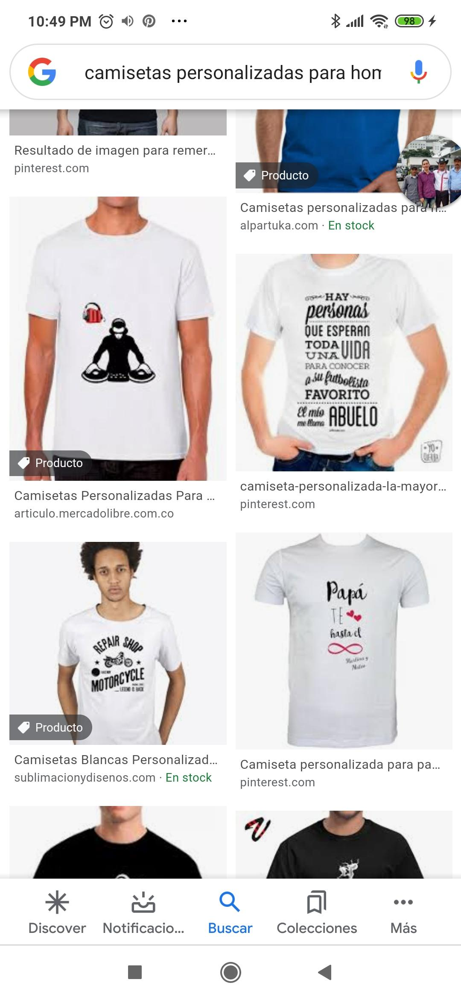 10:49 PM
98
camisetas personalizadas para hom
Resultado de imagen para remer...
pinterest.com
Producto
Camisetas personalizadas para
alpartuka.com · En stock
HAY
personas
QUE ESPERAN
TODA
UNA VIDA
PARA CONOCER
a su futbolista
FAVORITO
El mío
me llama ABUELO
YO
Producto
Camisetas Personalizadas Para ...
articulo.mercadolibre.com.co
camiseta-personalizada-la-mayor...
pinterest.com
REPAIR SHOP
MOTORCYCLE
LEGEND IS BACK
Producto
Camisetas Blancas Personalizad...
sublimacionydisenos.com · En stock
Papá
TE
hasta el
Martina y
Mateo
Camiseta personalizada para pa...
pinterest.com
Discover
Notificacio...
Buscar
Colecciones
Más